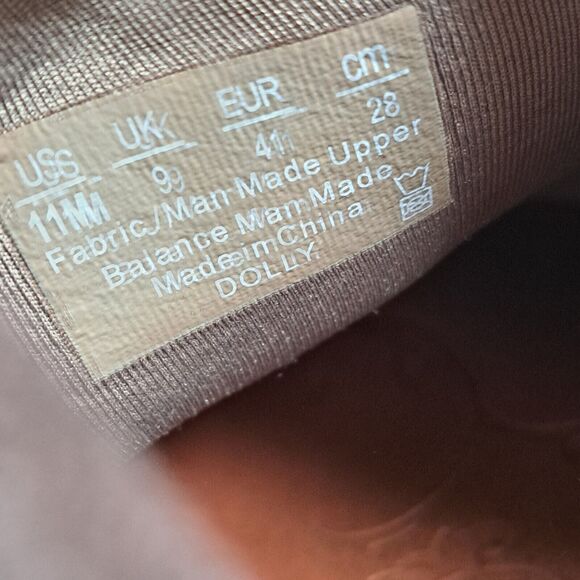 US UK EUR cm
11M 9 41 28
Fabric/Man Made Upper
Balance Man Made
Made in China
DOLLY